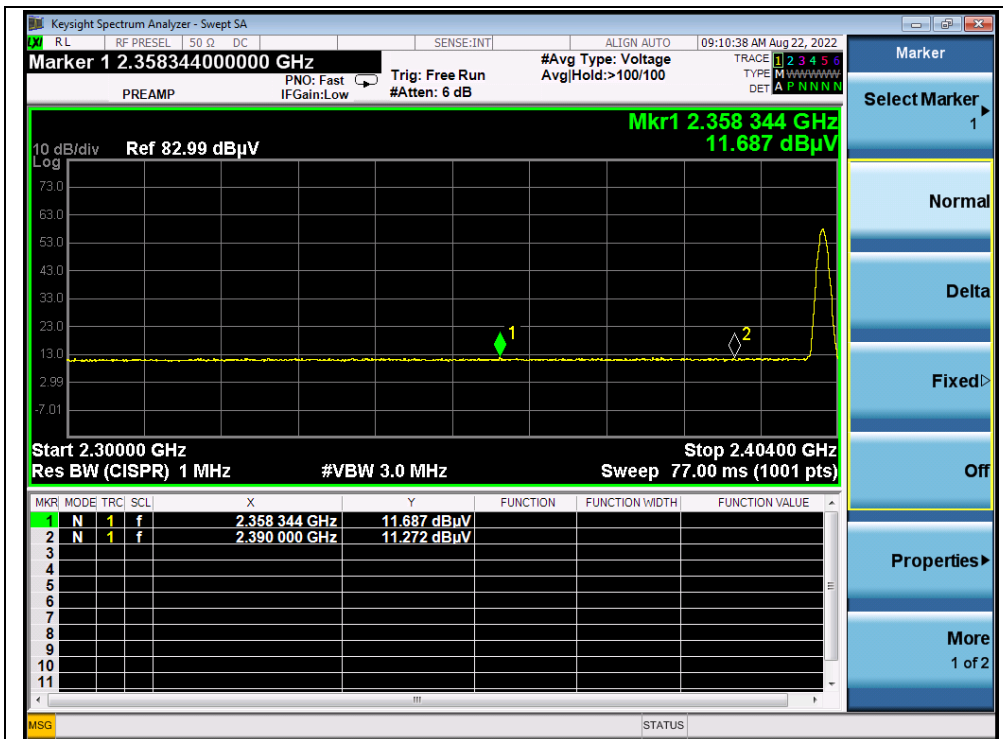 Keysight Spectrum Analyzer - Swept SA
LXI RL RF PRESEL 50 Ω DC SENSE:INT ALIGN AUTO 09:10:38 AM Aug 22, 2022
Marker 1 2.358344000000 GHz
PREAMP
PNO: Fast
IFGain:Low
Trig: Free Run
#Atten: 6 dB
#Avg Type: Voltage
Avg|Hold:>100/100
TRACE 1 2 3 4 5 6
TYPE M WWWWW
DET A P N N N N
Mkr1 2.358 344 GHz
11.687 dBµV
10 dB/div Ref 82.99 dBµV
Log
73.0
63.0
53.0
43.0
33.0
23.0
13.0
2.99
-7.01
1
2
Start 2.30000 GHz Stop 2.40400 GHz
Res BW (CISPR) 1 MHz #VBW 3.0 MHz Sweep 77.00 ms (1001 pts)
MKR MODE TRC SCL X Y FUNCTION FUNCTION WIDTH FUNCTION VALUE
1 N 1 f 2.358 344 GHz 11.687 dBµV
2 N 1 f 2.390 000 GHz 11.272 dBµV
3
4
5
6
7
8
9
10
11
MSG STATUS
Marker
Select Marker
1
Normal
Delta
Fixed
Off
Properties
More
1 of 2